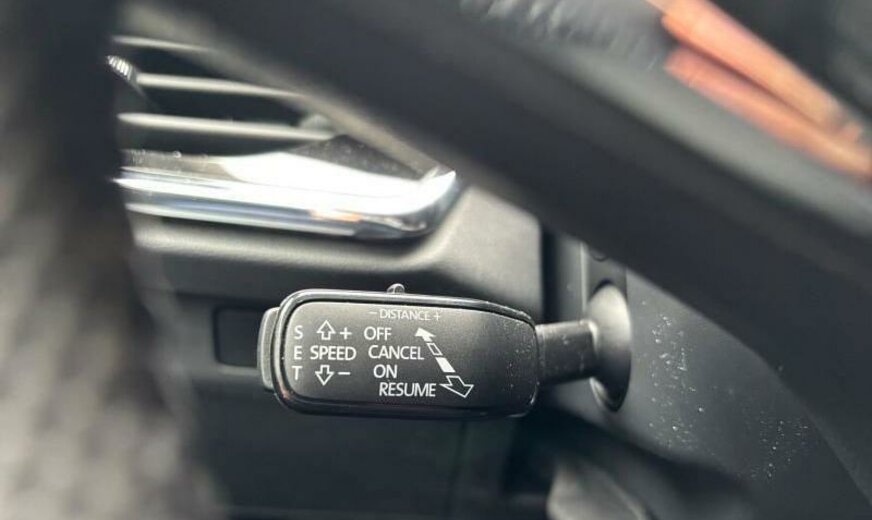 - DISTANCE +
S + OFF
E SPEED CANCEL
T - ON
RESUME